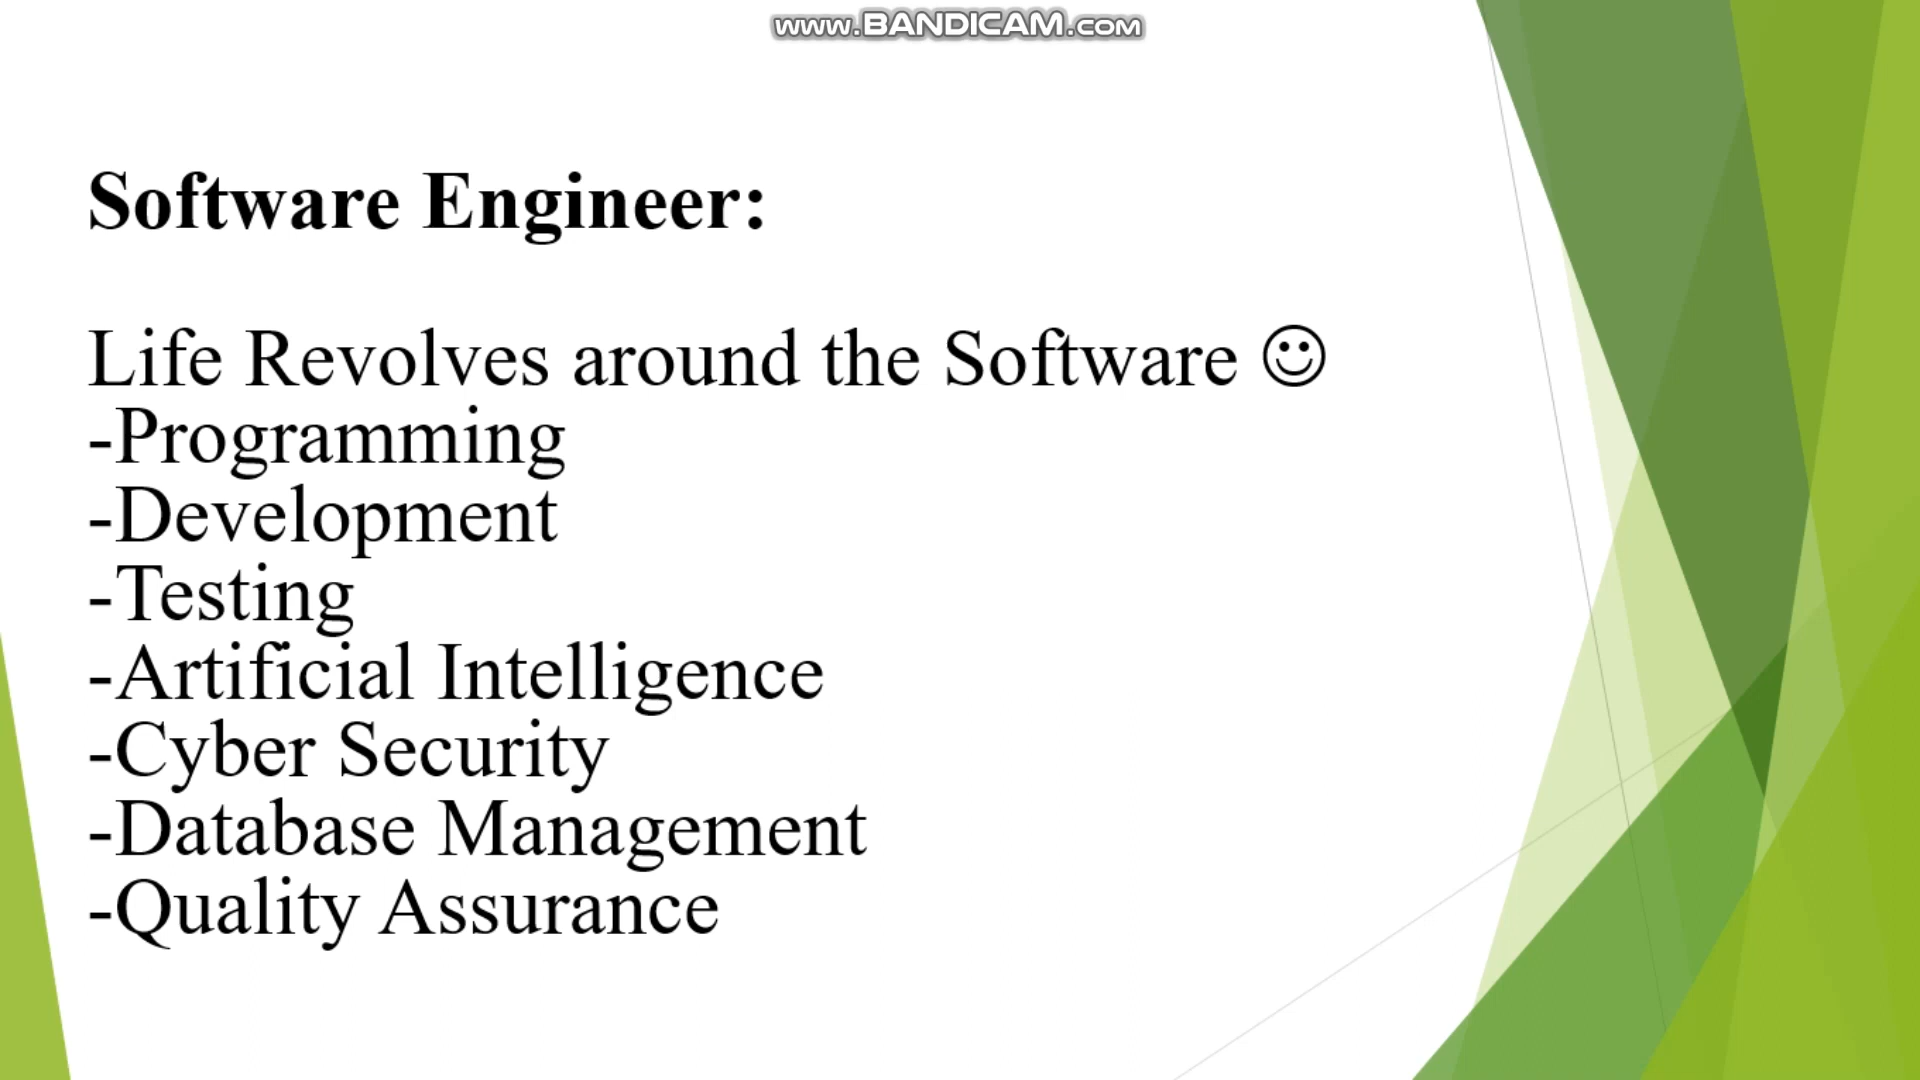 www.BANDICAM.com
Software Engineer:
Life Revolves around the Software ☺
-Programming
-Development
-Testing
-Artificial Intelligence
-Cyber Security
-Database Management
-Quality Assurance